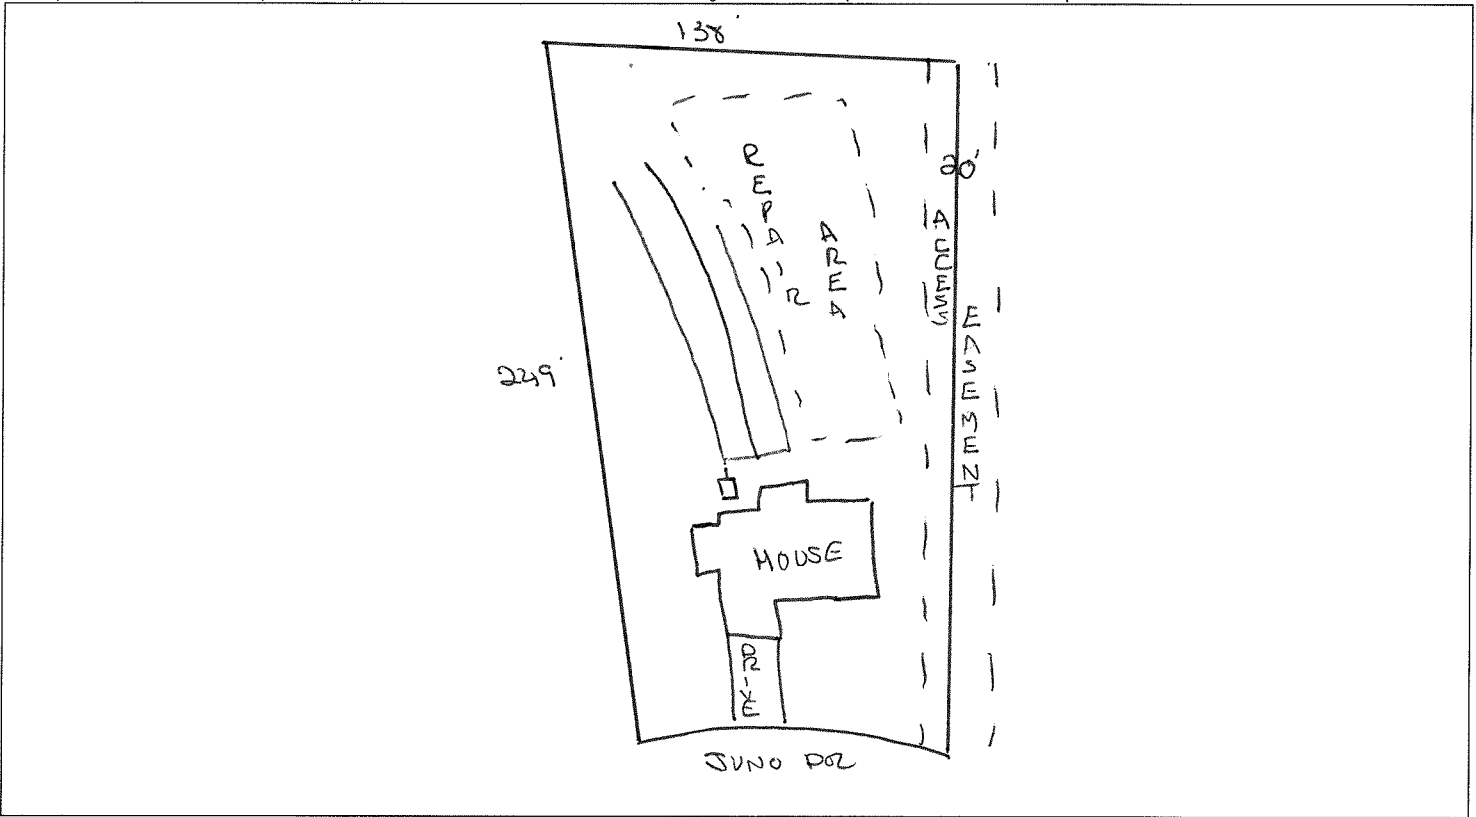 138'
20'
REPAIR
AREA
ACCESS
EASEMENT
249'
HOUSE
DRIVE
JUNO DR